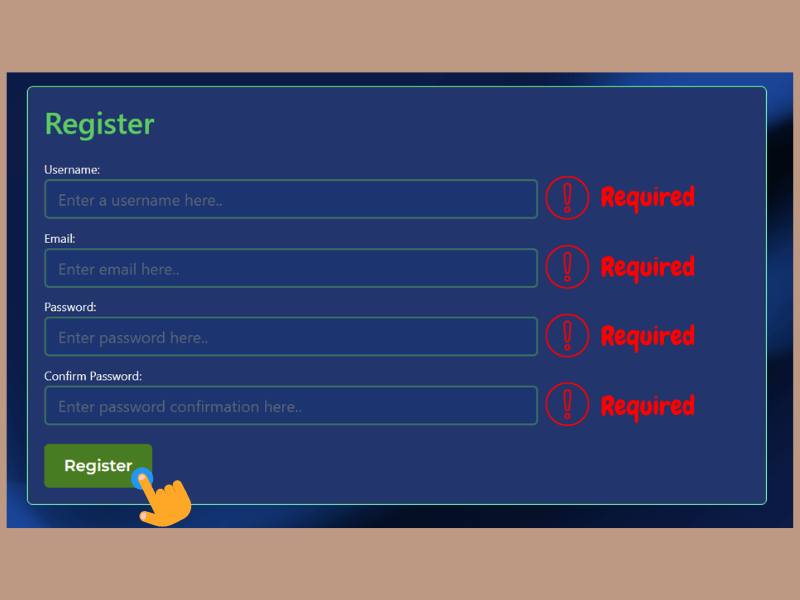 Register
Username:
Enter a username here..
Required
Email:
Enter email here..
Required
Password:
Enter password here..
Required
Confirm Password:
Enter password confirmation here..
Required
Register